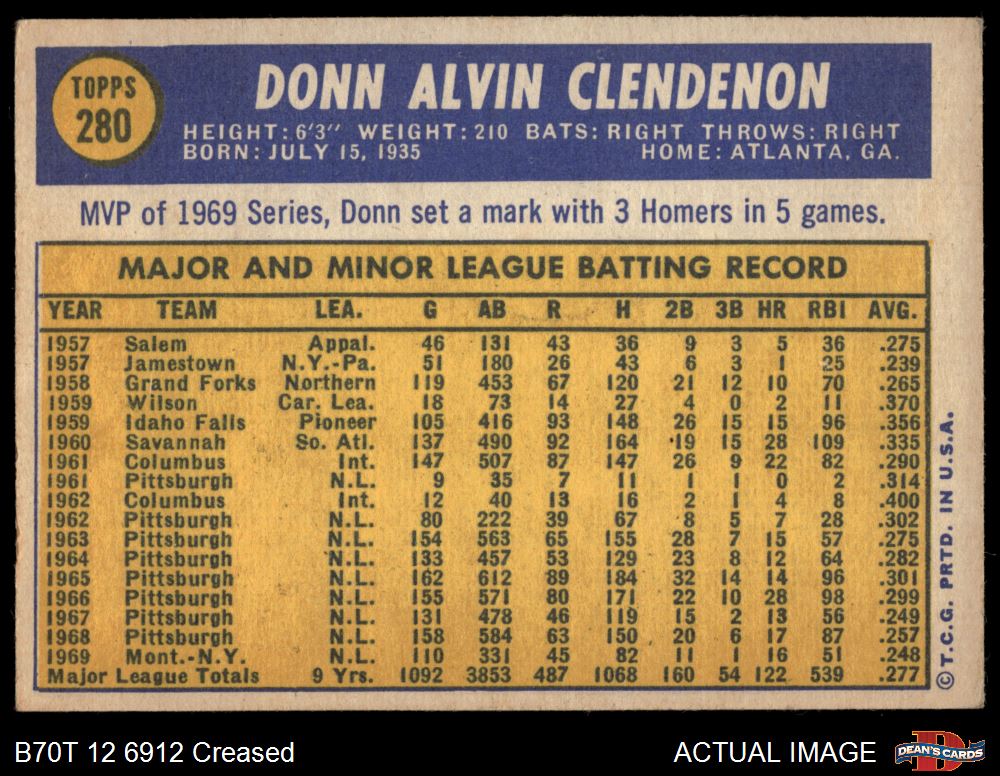 TOPPS
280
DONN ALVIN CLENDENON
HEIGHT: 6'3" WEIGHT: 210 BATS: RIGHT THROWS: RIGHT
BORN: JULY 15, 1935 HOME: ATLANTA, GA.
MVP of 1969 Series, Donn set a mark with 3 Homers in 5 games.
MAJOR AND MINOR LEAGUE BATTING RECORD
YEAR TEAM LEA. G AB R H 2B 3B HR RBI AVG.
1957 Salem Appal. 46 131 43 36 9 3 5 36 .275
1957 Jamestown N.Y.-Pa. 51 180 26 43 6 3 1 25 .239
1958 Grand Forks Northern 119 453 67 120 21 12 10 70 .265
1959 Wilson Car. Lea. 18 73 14 27 4 0 2 11 .370
1959 Idaho Falls Pioneer 105 416 93 148 26 15 15 96 .356
1960 Savannah So. Atl. 137 490 92 164 19 15 28 109 .335
1961 Columbus Int. 147 507 87 147 26 9 22 82 .290
1961 Pittsburgh N.L. 9 35 7 11 1 1 0 2 .314
1962 Columbus Int. 12 40 13 16 2 1 4 8 .400
1962 Pittsburgh N.L. 80 222 39 67 8 5 7 28 .302
1963 Pittsburgh N.L. 154 563 65 155 28 7 15 57 .275
1964 Pittsburgh N.L. 133 457 53 129 23 8 12 64 .282
1965 Pittsburgh N.L. 162 612 89 184 32 14 14 96 .301
1966 Pittsburgh N.L. 155 571 80 171 22 10 28 98 .299
1967 Pittsburgh N.L. 131 478 46 119 15 2 13 56 .249
1968 Pittsburgh N.L. 158 584 63 150 20 6 17 87 .257
1969 Mont.-N.Y. N.L. 110 331 45 82 11 1 16 51 .248
Major League Totals 9 Yrs. 1092 3853 487 1068 160 54 122 539 .277
©T.C.G. PRTD. IN U.S.A.
B70T 12 6912 Creased
ACTUAL IMAGE
D
DEAN'S CARDS